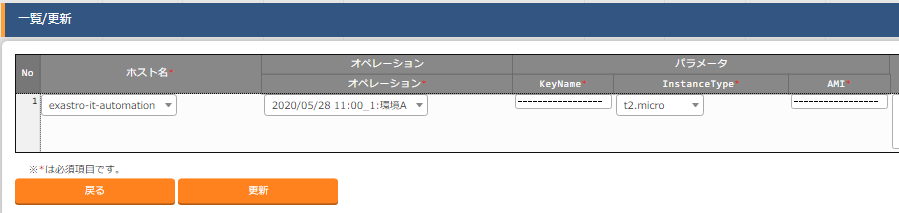 一覧/更新
No
ホスト名*
オペレーション
パラメータ
オペレーション*
KeyName*
InstanceType*
AMI*
1
exastro-it-automation
2020/05/28 11:00_1:環境A
-----------------
t2.micro
-----------------
※*は必須項目です。
戻る
更新